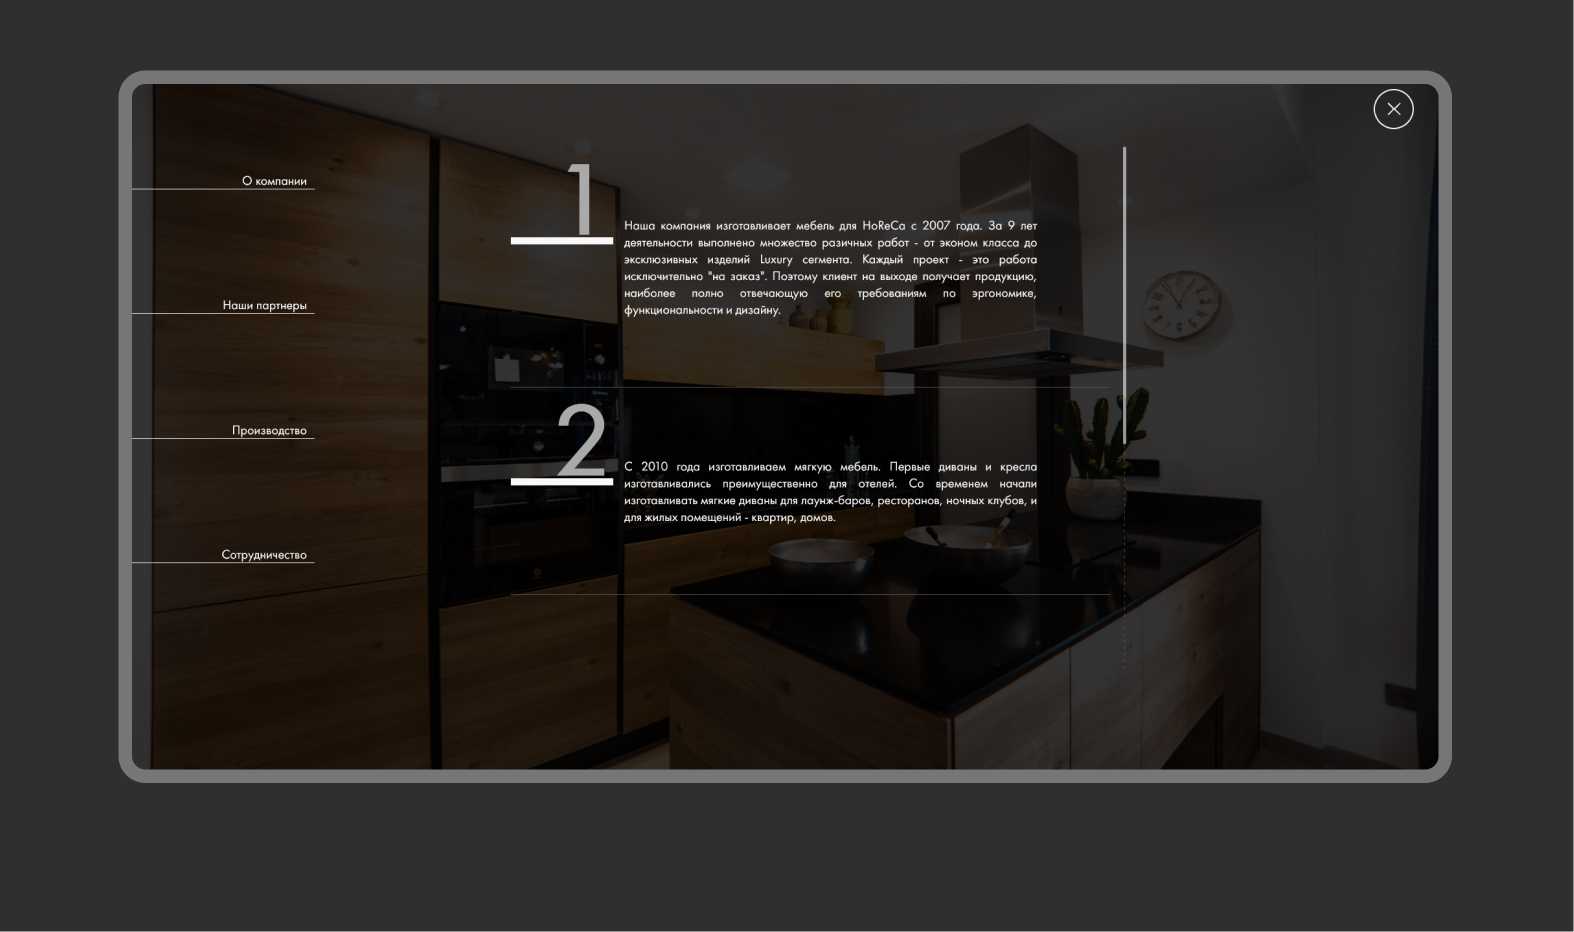 О компании
Наши партнеры
Производство
Сотрудничество
1
Наша компания изготавливает мебель для HoReCa с 2007 года. За 9 лет
деятельности выполнено множество разичных работ - от эконом класса до
эксклюзивных изделий Luxury сегмента. Каждый проект - это работа
исключительно "на заказ". Поэтому клиент на выходе получает продукцию,
наиболее полно отвечающую его требованиям по эргономике,
функциональности и дизайну.
2
С 2010 года изготавливаем мягкую мебель. Первые диваны и кресла
изготавливались преимущественно для отелей. Со временем начали
изготавливать мягкие диваны для лаунж-баров, ресторанов, ночных клубов, и
для жилых помещений - квартир, домов.